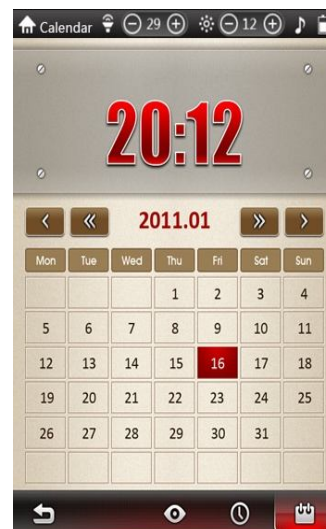 Calendar 29 12
20:12
2011.01
Mon Tue Wed Thu Fri Sat Sun
1 2 3 4
5 6 7 8 9 10 11
12 13 14 15 16 17 18
19 20 21 22 23 24 25
26 27 28 29 30 31